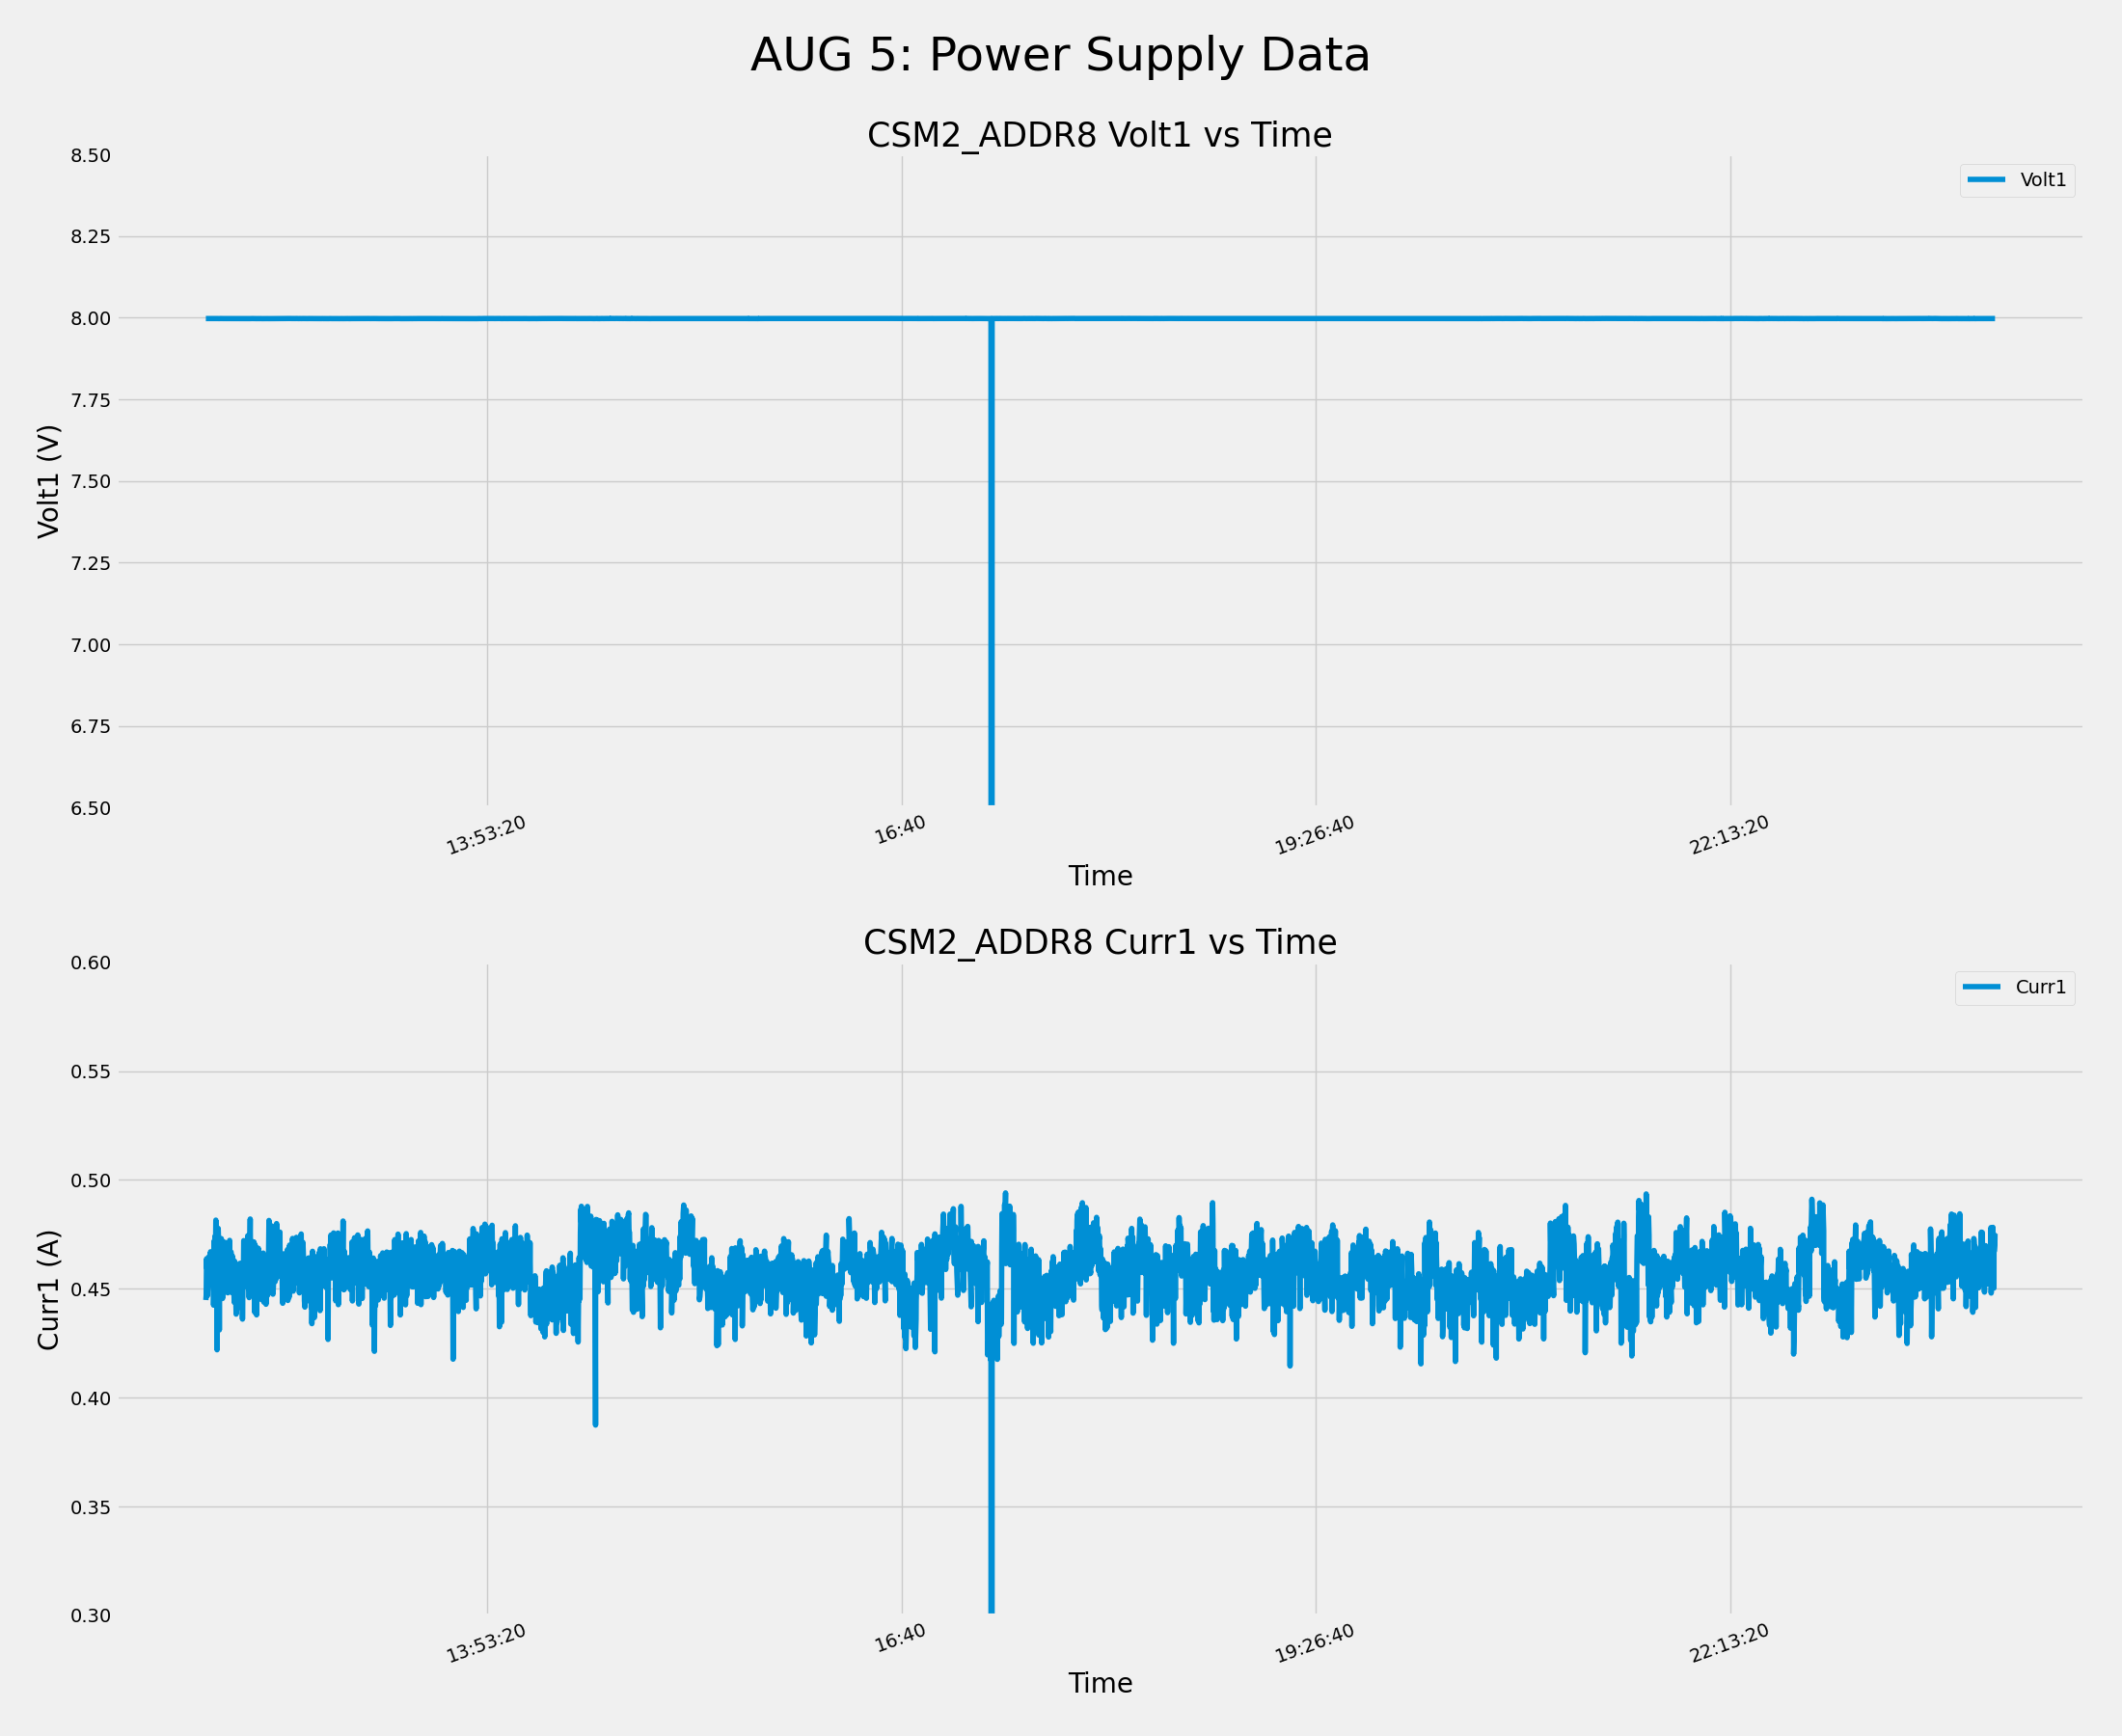 AUG 5: Power Supply Data
CSM2_ADDR8 Volt1 vs Time
8.50
8.25
8.00
7.75
7.50
7.25
7.00
6.75
6.50
Volt1 (V)
Volt1
13:53:20
16:40
19:26:40
22:13:20
Time
CSM2_ADDR8 Curr1 vs Time
0.60
0.55
0.50
0.45
0.40
0.35
0.30
Curr1 (A)
Curr1
13:53:20
16:40
19:26:40
22:13:20
Time